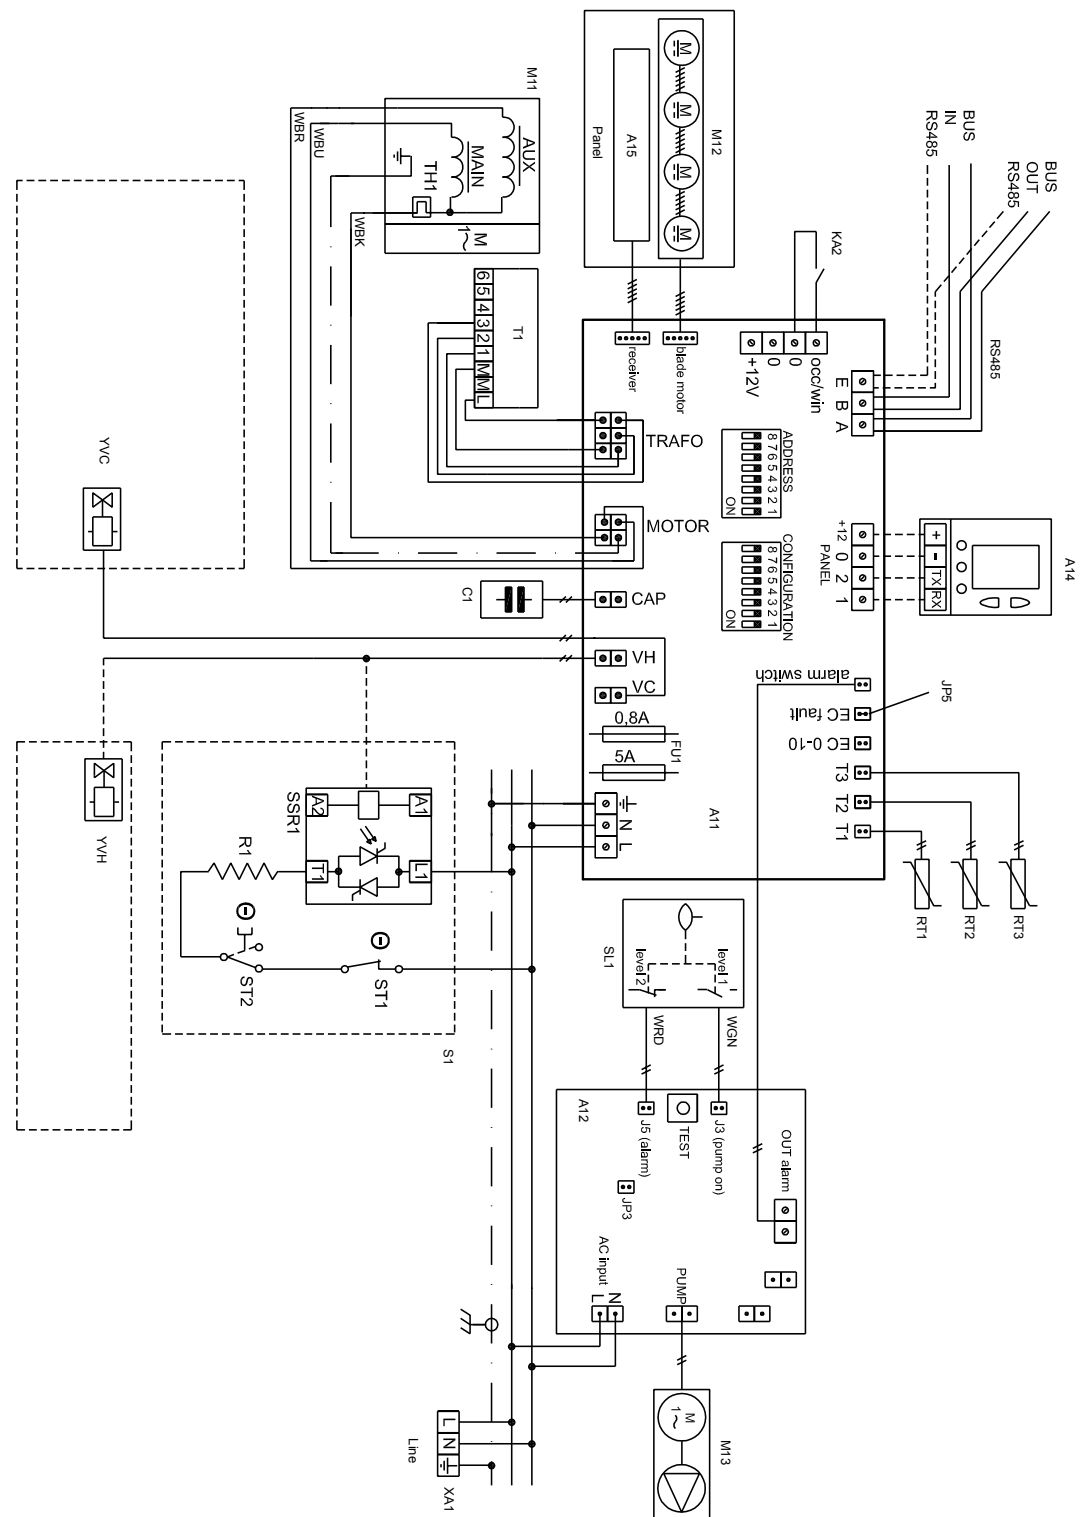 M11
WBR
WBU
WBK
AUX
MAIN
TH1
M
1~
Panel
A15
M12
M
M
M
M
BUS
IN
RS485
BUS
OUT
RS485
RS485
KA2
T1
6
5
4
3
2
1
M
M
L
receiver
blade motor
+12V
0
0
occ/win
E
B
A
TRAFO
MOTOR
CAP
C1
VH
VC
0,8A
5A
FU1
N
L
A11
ADDRESS
8 7 6 5 4 3 2 1
ON
CONFIGURATION
8 7 6 5 4 3 2 1
ON
+12
0
2
1
PANEL
+
-
TX
RX
A14
alarm switch
JP5
EC fault
EC 0-10
T3
T2
T1
RT1
RT2
RT3
YVC
YVH
SSR1
A2
A1
T1
L1
R1
ST2
ST1
S1
SL1
level 2
level 1
WRD
WGN
A12
J5 (alarm)
TEST
J3 (pump on)
OUT alarm
JP3
AC input
L
N
PUMP
M
1~
M13
L
N
Line
XA1